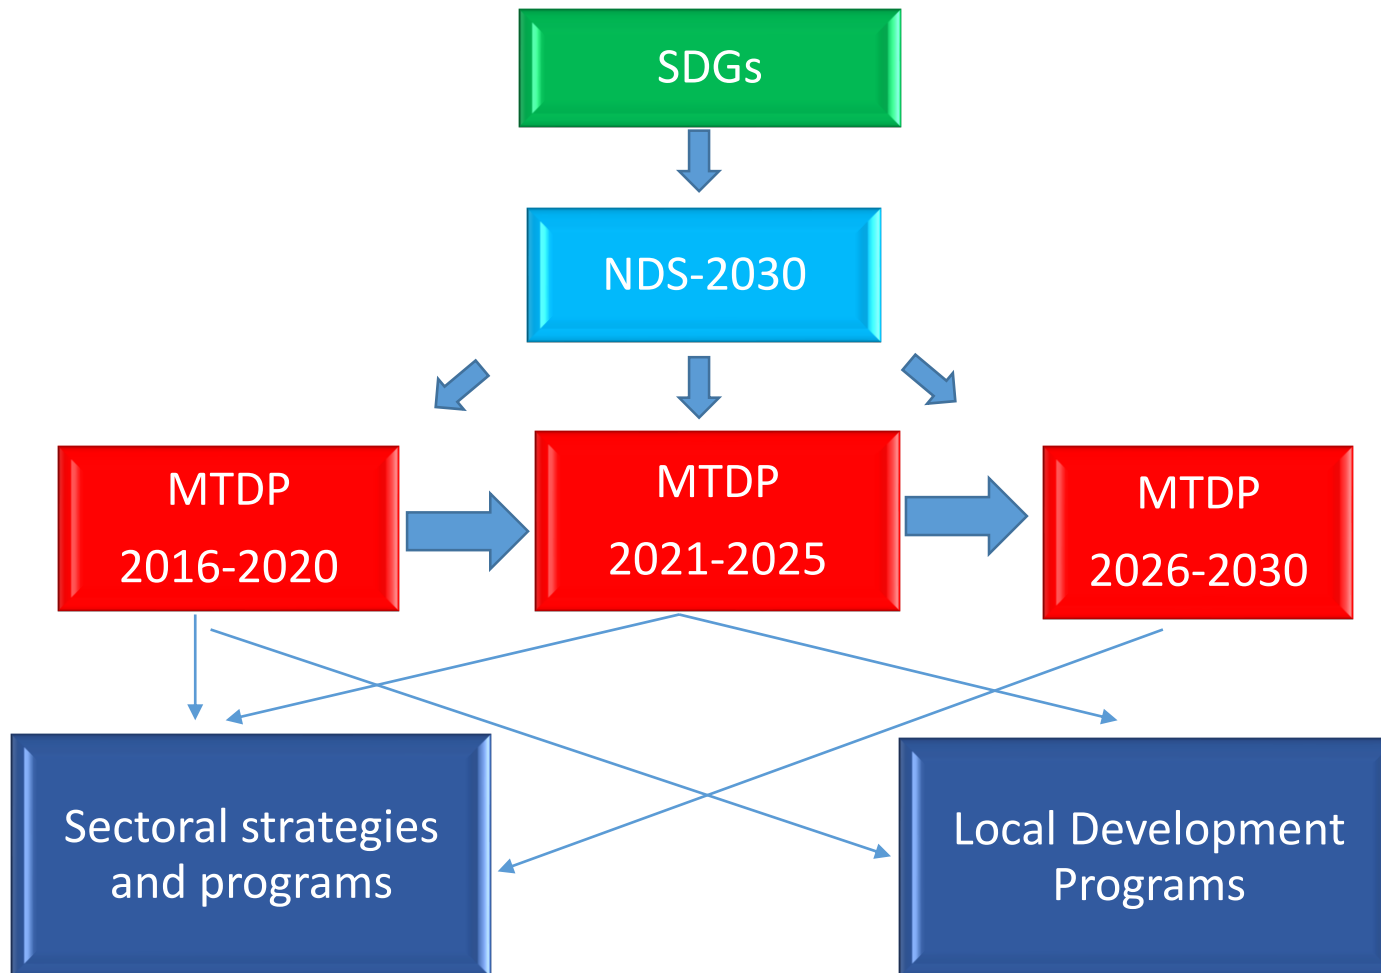 SDGs
NDS-2030
MTDP
2016-2020
MTDP
2021-2025
MTDP
2026-2030
Sectoral strategies
and programs
Local Development
Programs